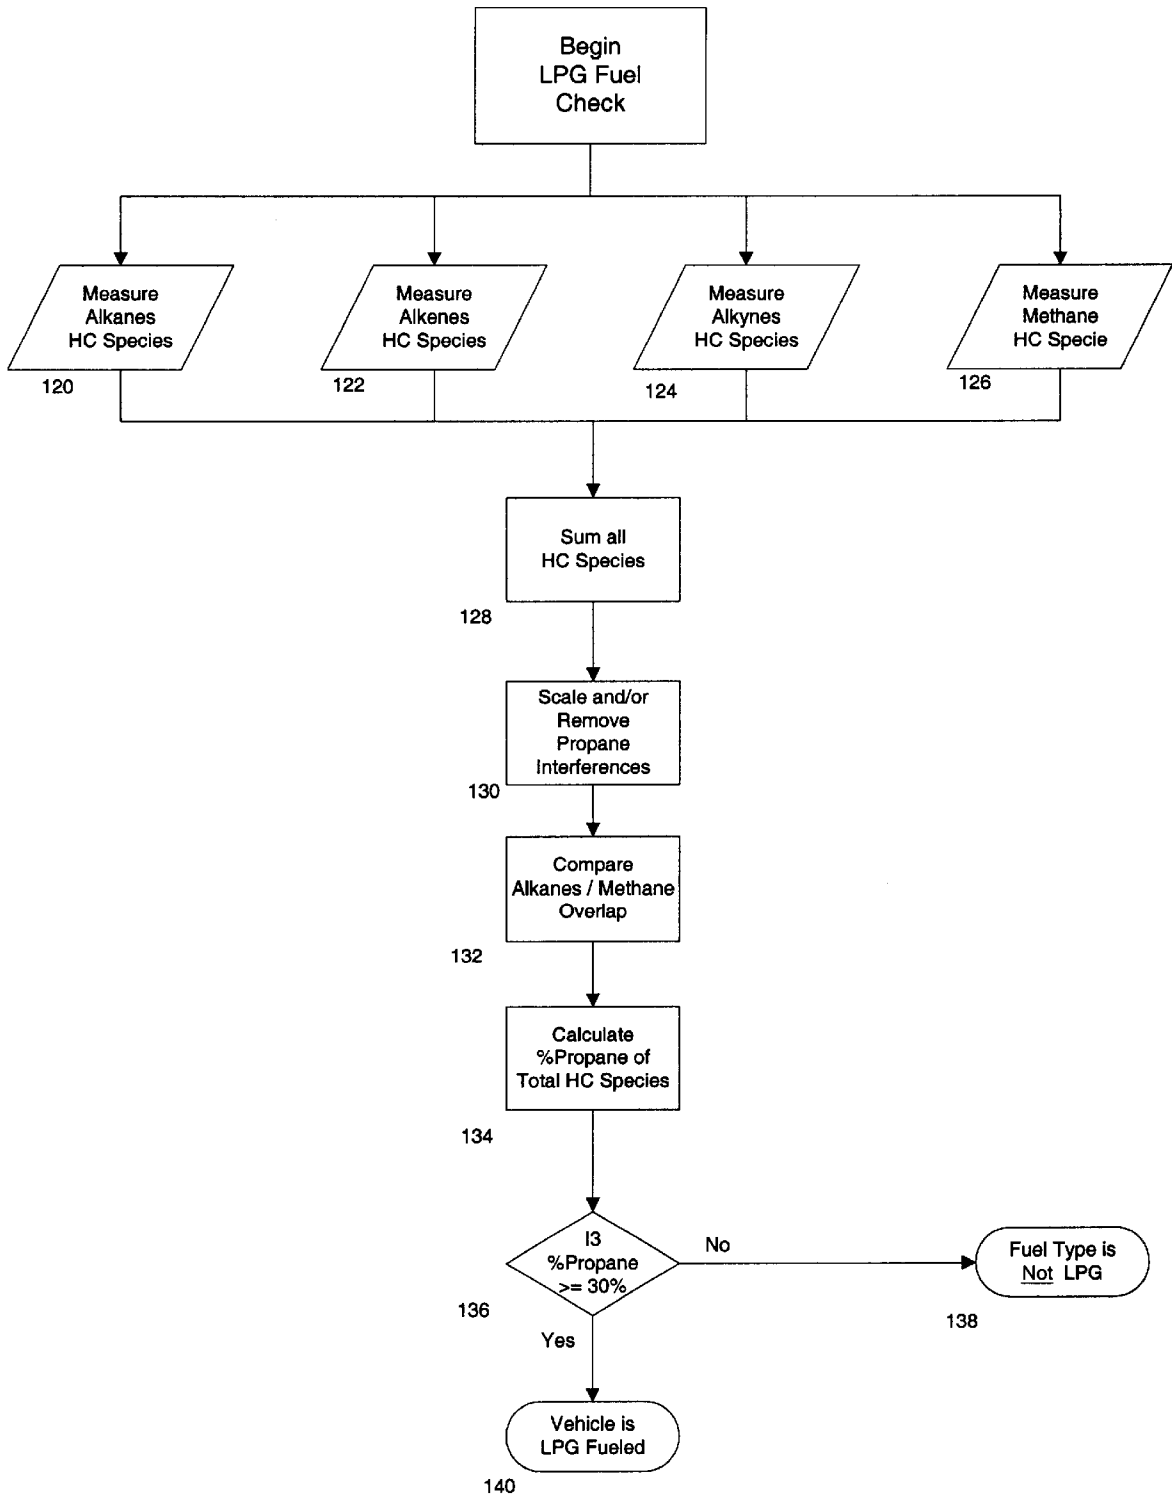 Begin
LPG Fuel
Check
Measure
Alkanes
HC Species
120
Measure
Alkenes
HC Species
122
Measure
Alkynes
HC Species
124
Measure
Methane
HC Specie
126
Sum all
HC Species
128
Scale and/or
Remove
Propane
Interferences
130
Compare
Alkanes / Methane
Overlap
132
Calculate
%Propane of
Total HC Species
134
I3
%Propane
>= 30%
136
No
Fuel Type is
Not LPG
138
Yes
Vehicle is
LPG Fueled
140